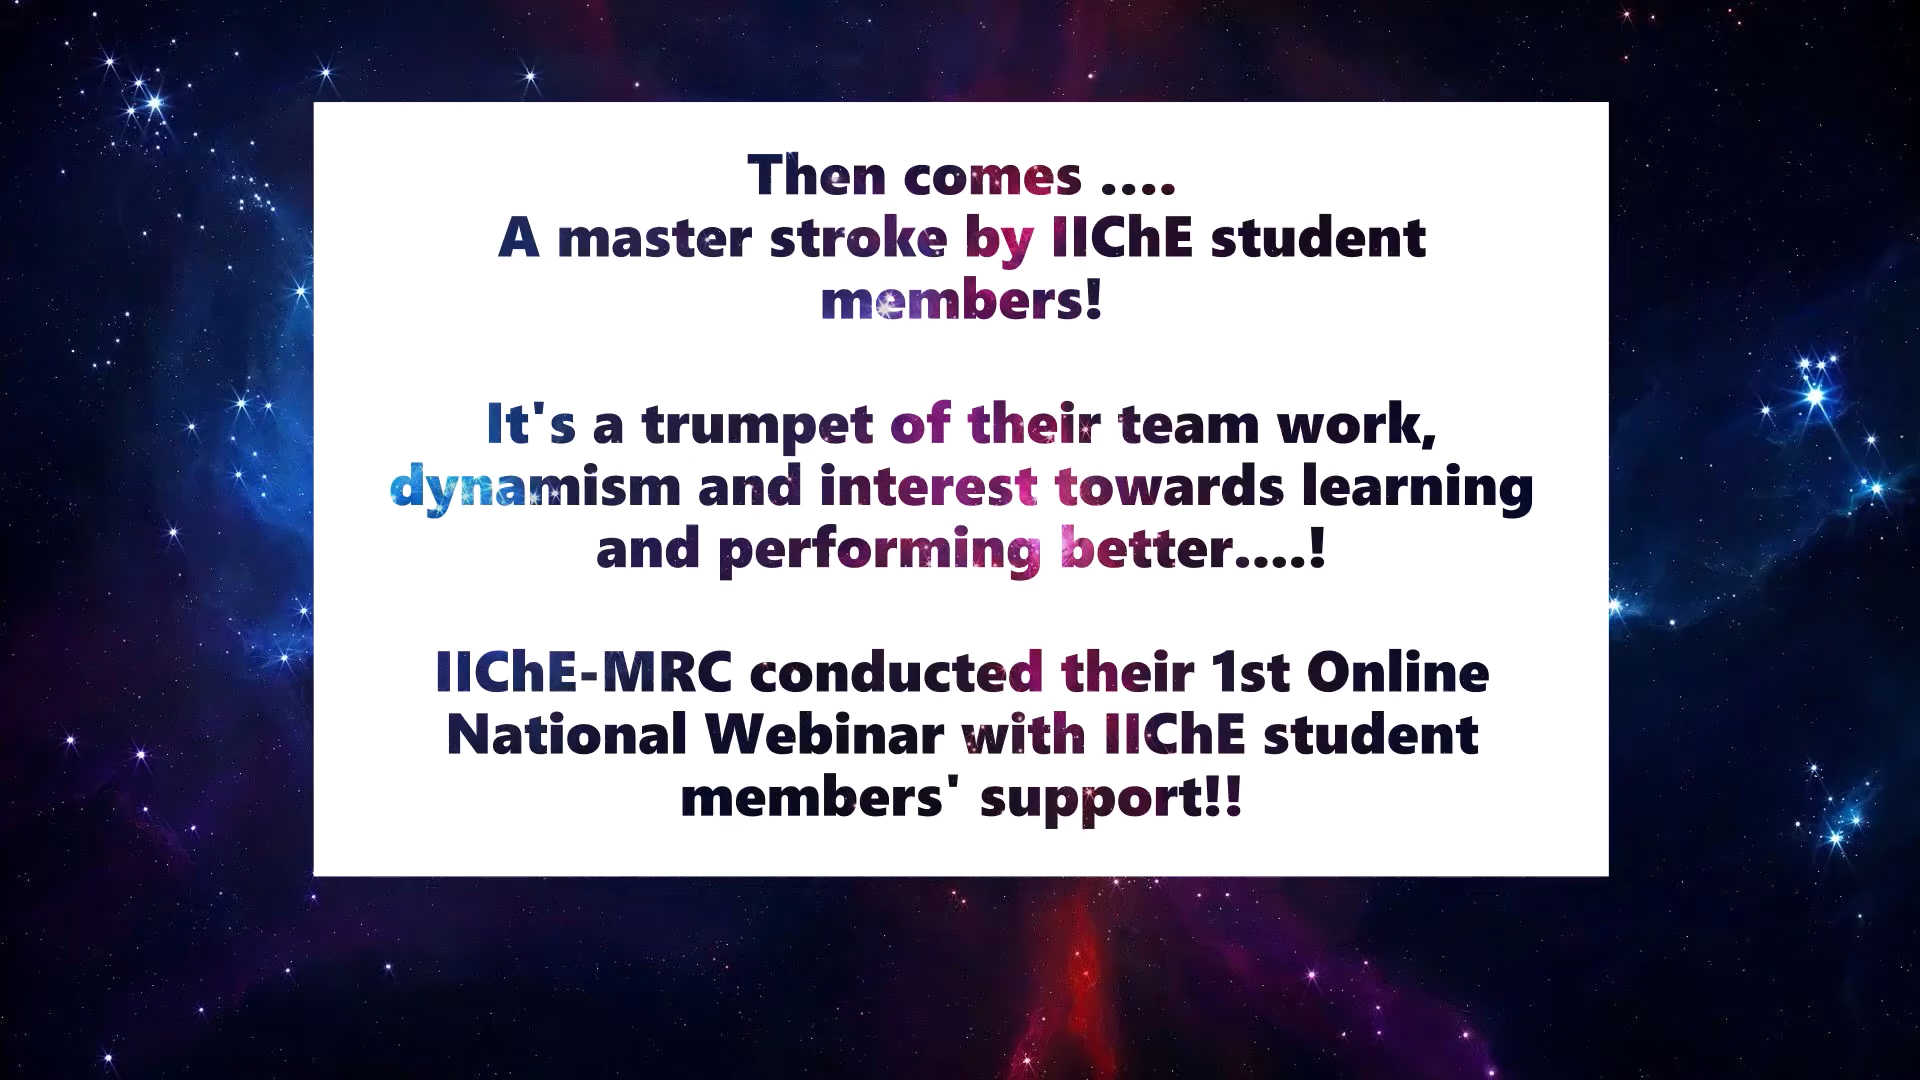 Then comes ....
A master stroke by IIChE student
members!
It's a trumpet of their team work,
dynamism and interest towards learning
and performing better....!
IIChE-MRC conducted their 1st Online
National Webinar with IIChE student
members' support!!